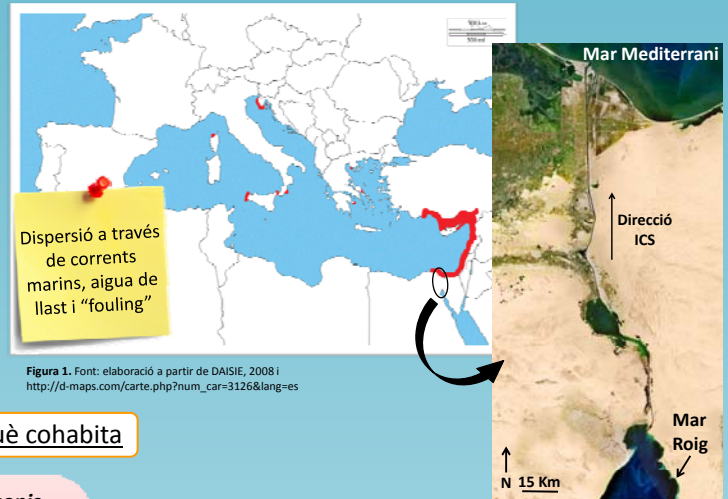 Mar Mediterrani
Dispersió a través
de corrents
marins, aigua de
llast i “fouling”
Direcció
ICS
Figura 1. Font: elaboració a partir de DAISIE, 2008 i
http://d-maps.com/carte.php?num_car=3126&lang=es
è cohabita
Mar
Roig
N 15 Km